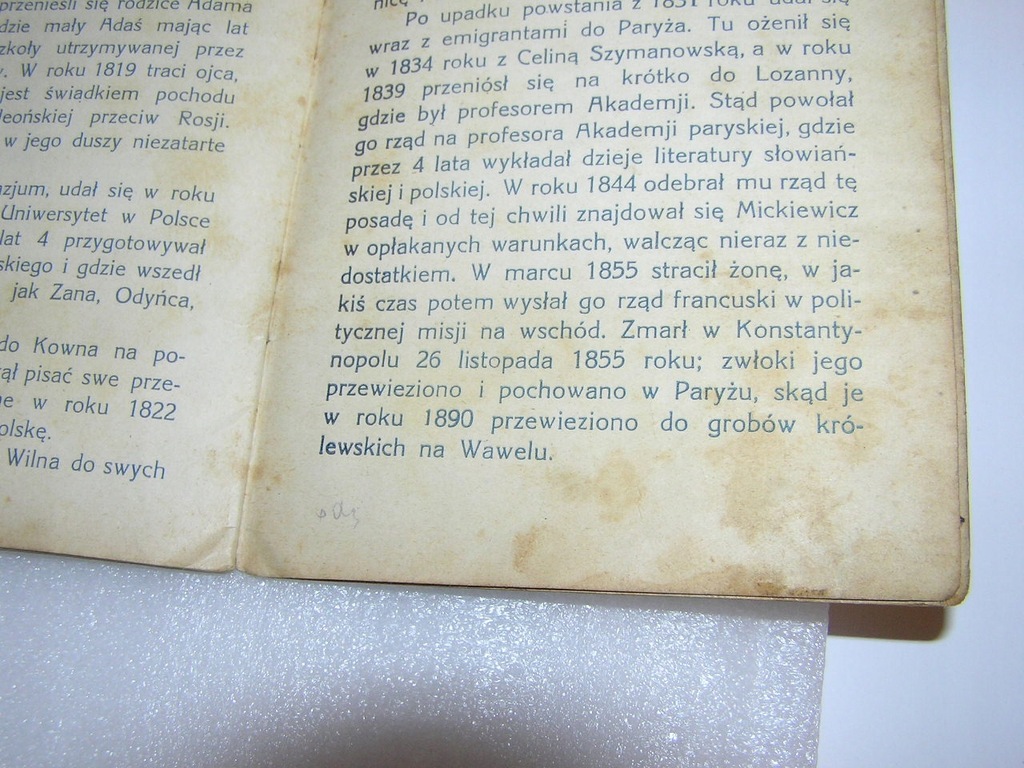 przenieśli się rodzice Adama
dzie mały Adaś mając lat
zkoły utrzymywanej przez
W roku 1819 traci ojca,
jest świądkiem pochodu
leońskiej przeciw Rosji.
w jego duszy niezatarte
azjum, udał się w roku
Uniwersytet w Polsce
lat 4 przygotowywał
skiego i gdzie wszedł
jak Zana, Odyńca,
do Kowna na po-
ął pisać swe prze-
ne w roku 1822
olskę.
Wilna do swych
Po upadku powstania z 1831 roku udał się
wraz z emigrantami do Paryża. Tu ożenił się
w 1834 roku z Celiną Szymanowską, a w roku
1839 przeniósł się na krótko do Lozanny,
gdzie był profesorem Akademji. Stąd powołał
go rząd na profesora Akademji paryskiej, gdzie
przez 4 lata wykładał dzieje literatury słowiań-
skiej i polskiej. W roku 1844 odebrał mu rząd tę
posadę i od tej chwili znajdował się Mickiewicz
w opłakanych warunkach, walcząc nieraz z nie-
dostatkiem. W marcu 1855 stracił żonę, w ja-
kiś czas potem wysłał go rząd francuski w poli-
tycznej misji na wschód. Zmarł w Konstanty-
nopolu 26 listopada 1855 roku; zwłoki jego
przewieziono i pochowano w Paryżu, skąd je
w roku 1890 przewieziono do grobów kró-
lewskich na Wawelu.